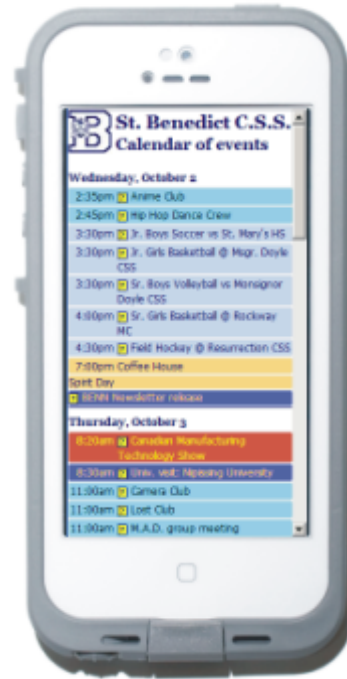 St. Benedict C.S.S.
Calendar of events
Wednesday, October 2
2:35pm Anime Club
2:45pm Hip Hop Dance Crew
3:30pm Jr. Boys Soccer vs St. Mary's HS
3:30pm Jr. Girls Basketball @ Msgr. Doyle
CSS
3:30pm Sr. Boys Volleyball vs Monsignor
Doyle CSS
4:00pm Sr. Girls Basketball @ Rockway
MC
4:30pm Field Hockey @ Resurrection CSS
7:00pm Coffee House
Spirit Day
BENN Newsletter release
Thursday, October 3
8:20am Canadian Manufacturing
Technology Show
8:30am Univ. visit: Nipissing University
11:00am Camera Club
11:00am Lost Club
11:00am M.A.D. group meeting